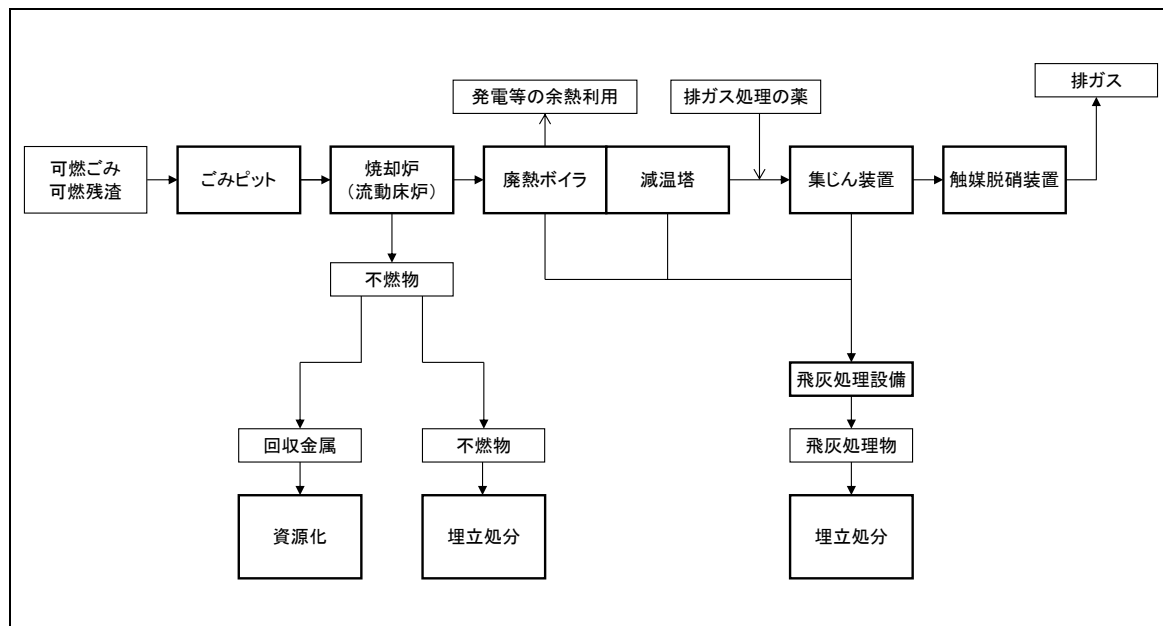 排ガス
発電等の余熱利用
排ガス処理の薬
可燃ごみ
可燃残渣
ごみピット
焼却炉
（流動床炉）
廃熱ボイラ
減温塔
集じん装置
触媒脱硝装置
不燃物
飛灰処理設備
回収金属
不燃物
飛灰処理物
資源化
埋立処分
埋立処分